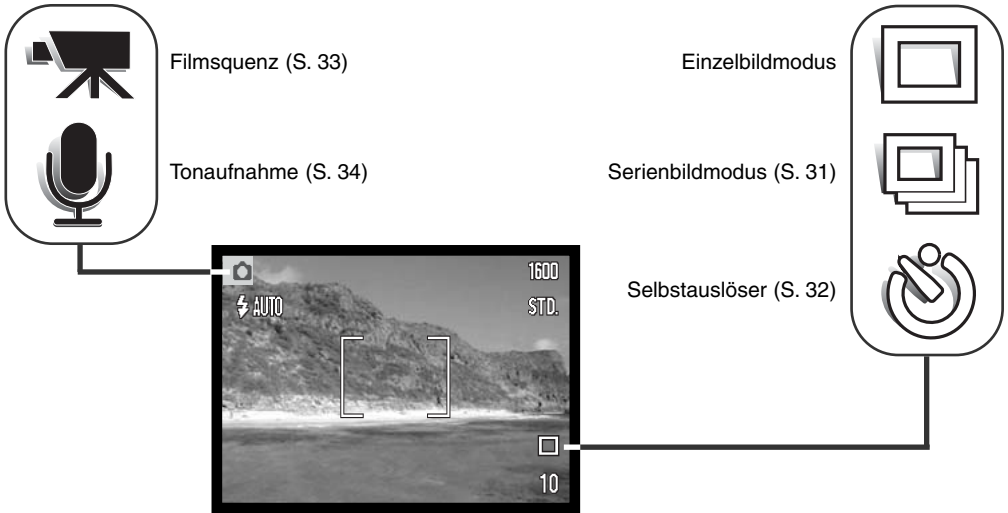 Filmsquenz (S. 33)
Tonaufnahme (S. 34)
Einzelbildmodus
Serienbildmodus (S. 31)
Selbstauslöser (S. 32)
1600
AUTO
STD.
10